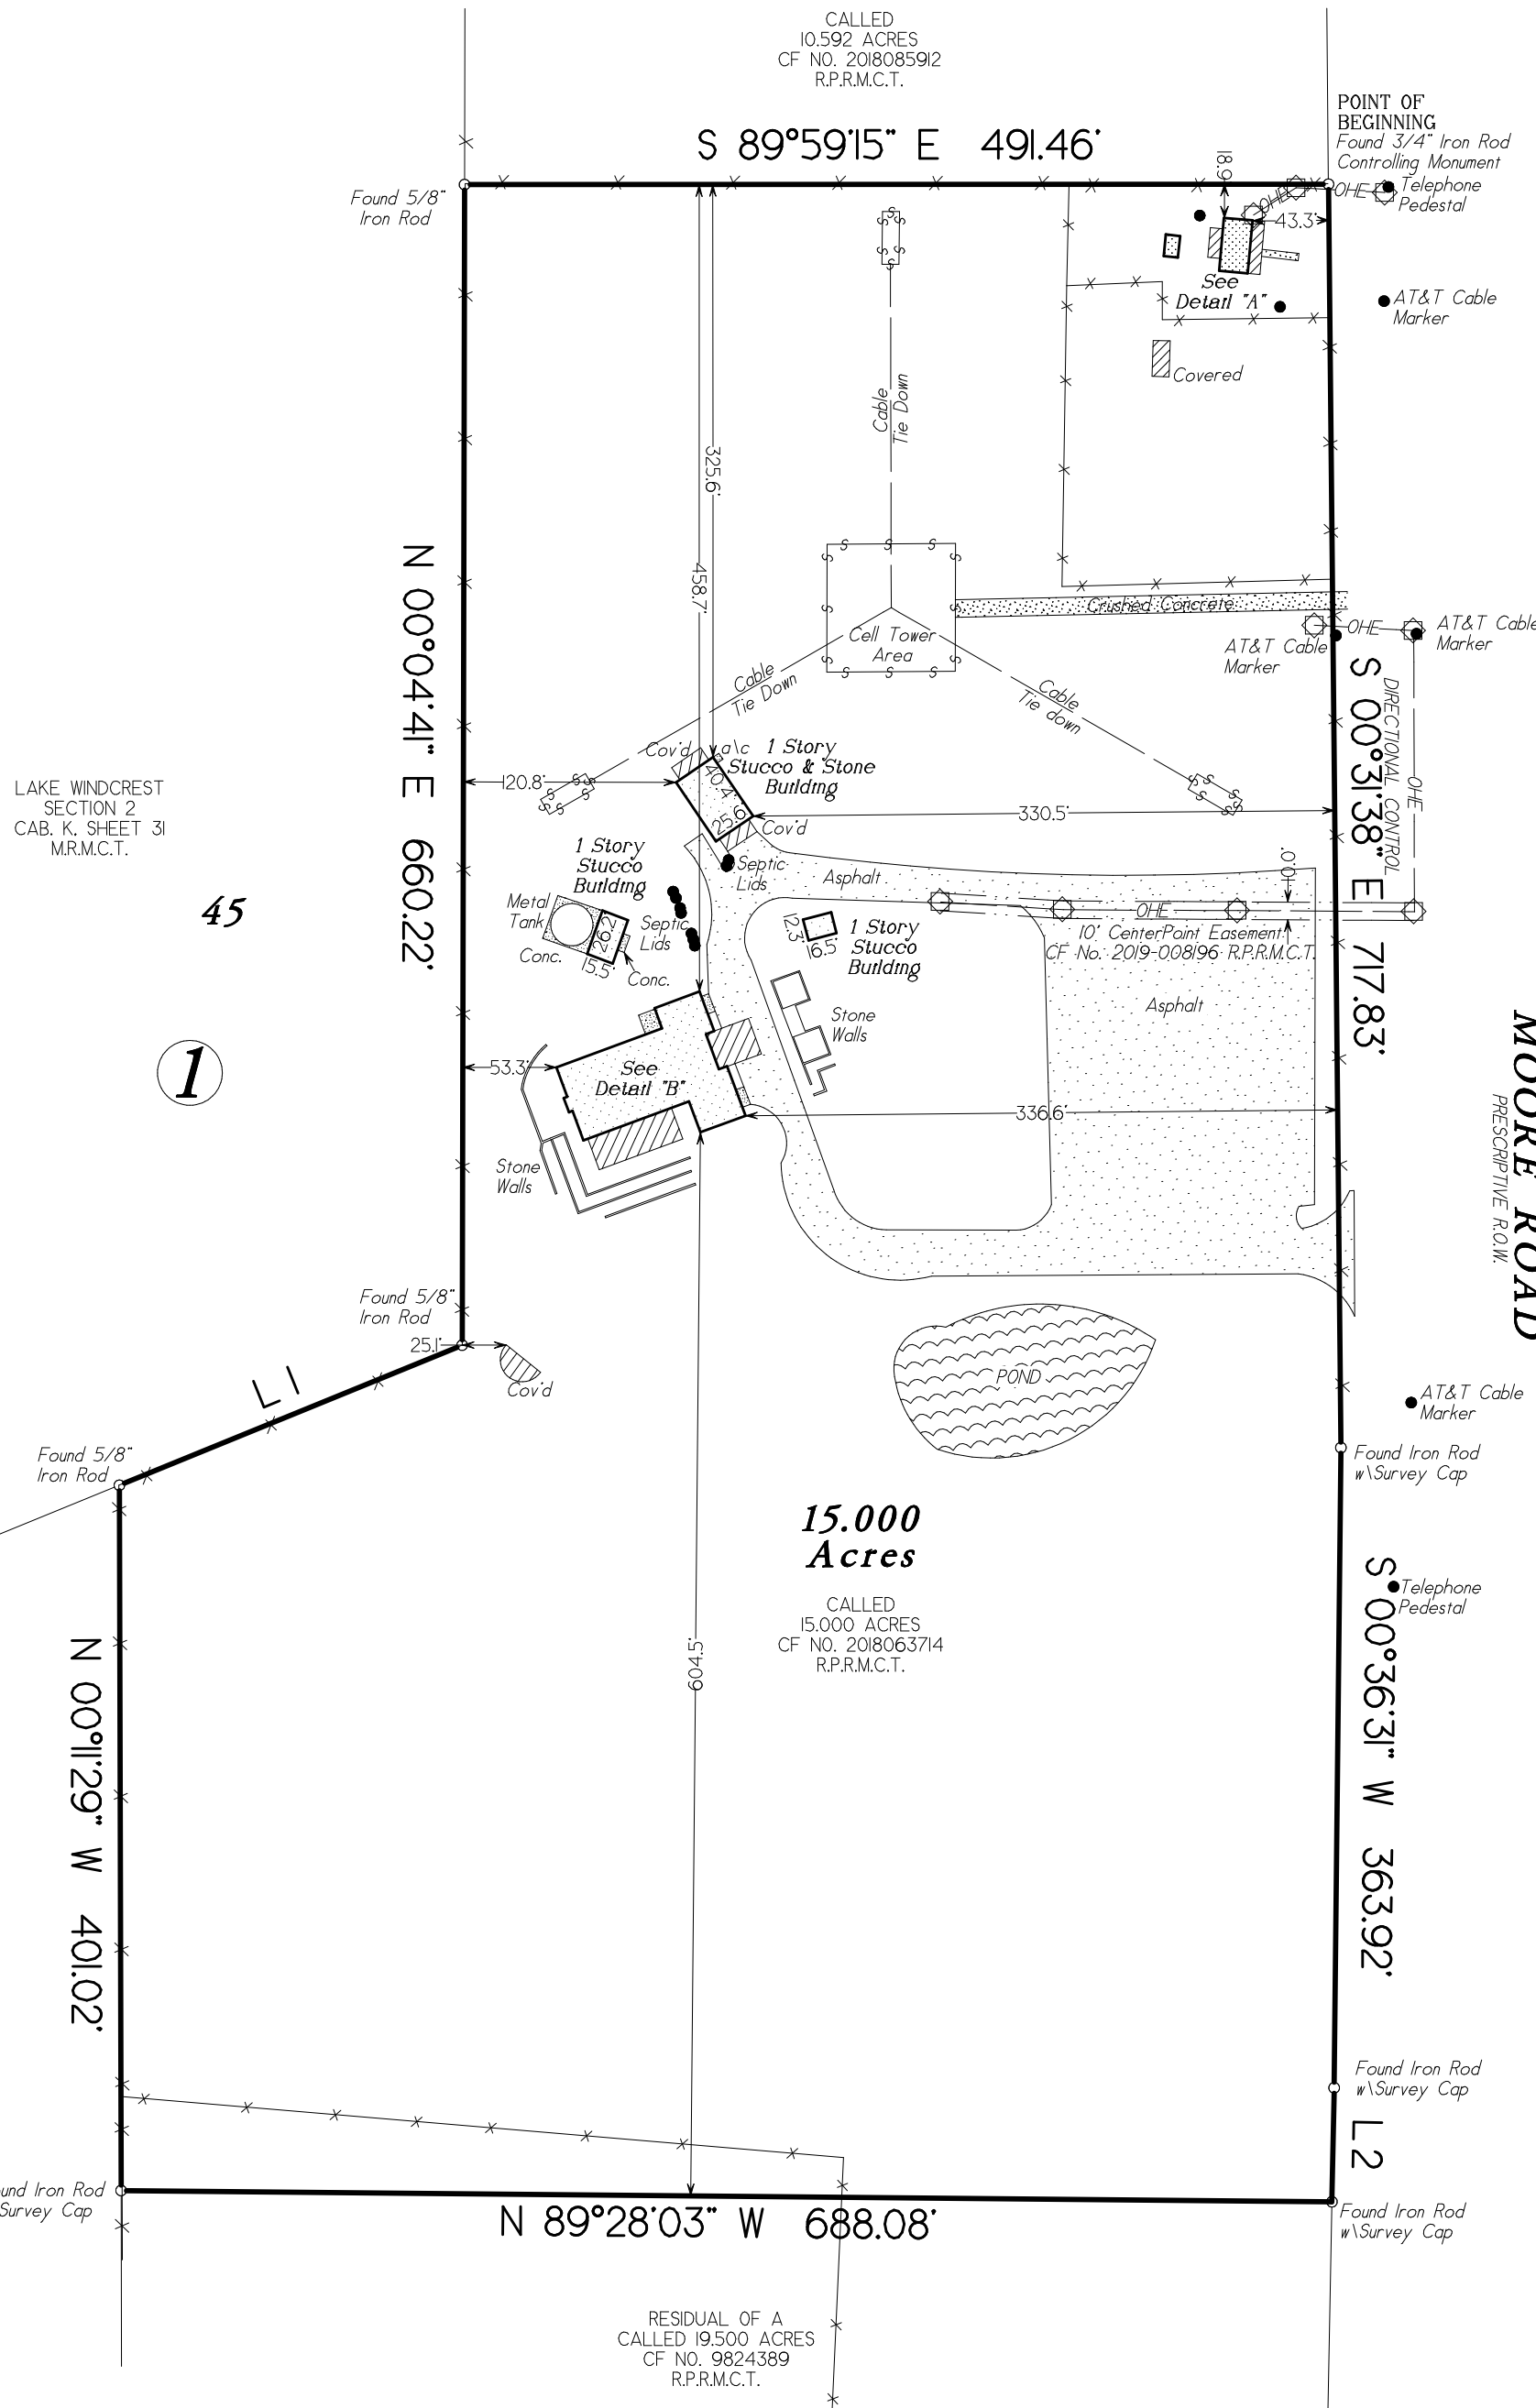 CALLED
10.592 ACRES
CF NO. 2018085912
R.P.R.M.C.T.
POINT OF
BEGINNING
Found 3/4" Iron Rod
Controlling Monument
S 89°59'15" E 491.46'
Found 5/8"
Iron Rod
18.9'
OHE
OHE
Telephone
Pedestal
43.3'
See
Detail "A"
AT&T Cable
Marker
Covered
Cable
Tie Down
325.6'
458.7'
N 00°04'41" E 660.22'
Crushed Concrete
Cell Tower
Area
OHE
AT&T Cable
Marker
AT&T Cable
Marker
Cable
Tie Down
Cable
Tie down
S 00°31'38" E 717.83'
DIRECTIONAL CONTROL
OHE
LAKE WINDCREST
SECTION 2
CAB. K. SHEET 31
M.R.M.C.T.
Cov'd
a\c
1 Story
Stucco & Stone
Building
40.4'
25.6'
120.8'
330.5'
Cov'd
1 Story
Stucco
Building
Septic
Lids
Asphalt
.0.01
45
Metal
Tank
26.2'
15.5'
Septic
Lids
Conc.
Conc.
12.3'
16.5'
1 Story
Stucco
Building
OHE
10' CenterPoint Easement
CF No. 2019-008196 R.P.R.M.C.T.
Asphalt
Stone
Walls
1
53.3'
See
Detail "B"
336.6'
MOORE ROAD
PRESCRIPTIVE R.O.W.
Stone
Walls
Found 5/8"
Iron Rod
25.1'
Cov'd
L1
POND
AT&T Cable
Marker
Found 5/8"
Iron Rod
Found Iron Rod
w\Survey Cap
15.000
Acres
CALLED
15.000 ACRES
CF NO. 2018063714
R.P.R.M.C.T.
Telephone
Pedestal
604.5'
S 00°36'31" W 363.92'
N 00°11'29" W 401.02'
Found Iron Rod
w\Survey Cap
L2
Iron Rod
Survey Cap
N 89°28'03" W 688.08'
Found Iron Rod
w\Survey Cap
RESIDUAL OF A
CALLED 19.500 ACRES
CF NO. 9824389
R.P.R.M.C.T.